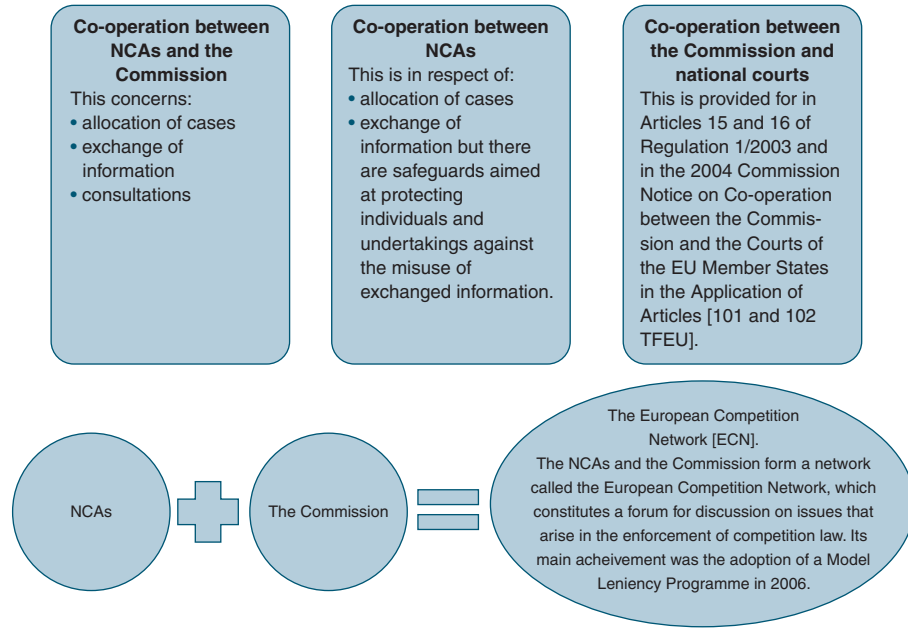 Co-operation between
NCAs and the
Commission
This concerns:
• allocation of cases
• exchange of
information
• consultations
Co-operation between
NCAs
This is in respect of:
• allocation of cases
• exchange of
information but there
are safeguards aimed
at protecting
individuals and
undertakings against
the misuse of
exchanged information.
Co-operation between
the Commission and
national courts
This is provided for in
Articles 15 and 16 of
Regulation 1/2003 and
in the 2004 Commission
Notice on Co-operation
between the Commis-
sion and the Courts of
the EU Member States
in the Application of
Articles [101 and 102
TFEU].
NCAs
The Commission
The European Competition
Network [ECN].
The NCAs and the Commission form a network
called the European Competition Network, which
constitutes a forum for discussion on issues that
arise in the enforcement of competition law. Its
main acheivement was the adoption of a Model
Leniency Programme in 2006.